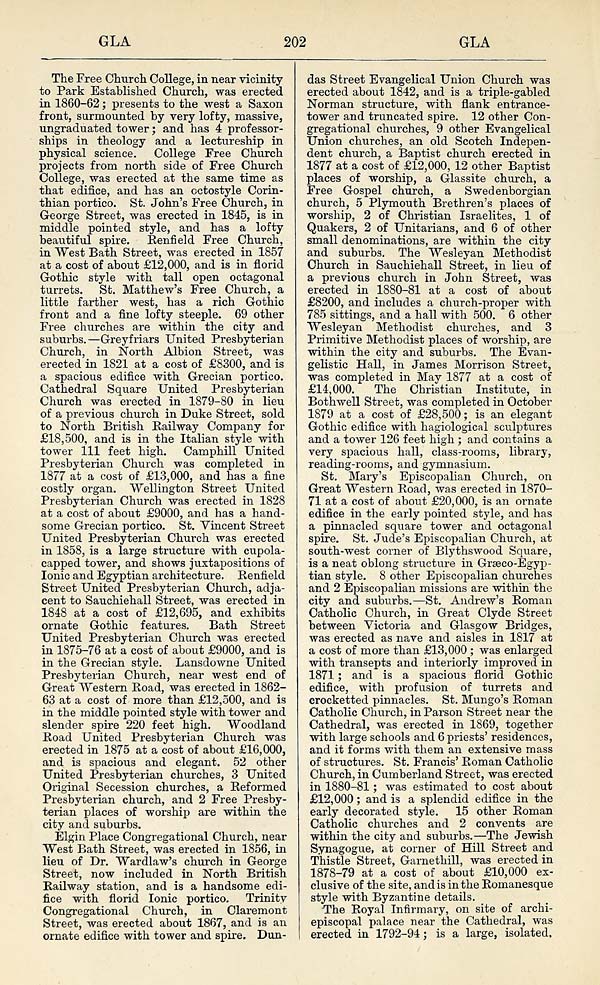 GLA 202 GLA
The Free Church College, in near vicinity
to Park Established Church, was erected
in 1860-62; presents to the west a Saxon
front, surmounted by very lofty, massive,
ungraduated tower; and has 4 professor-
ships in theology and a lectureship in
physical science. College Free Church
projects from north side of Free Church
College, was erected at the same time as
that edifice, and has an octostyle Corin-
thian portico. St. John's Free Church, in
George Street, was erected in 1845, is in
middle pointed style, and has a lofty
beautiful spire. Renfield Free Church,
in West Bath Street, was erected in 1857
at a cost of about £12,000, and is in florid
Gothic style with tall open octagonal
turrets. St. Matthew's Free Church, a
little farther west, has a rich Gothic
front and a fine lofty steeple. 69 other
Free churches are within the city and
suburbs.—Greyfriars United Presbyterian
Church, in North Albion Street, was
erected in 1821 at a cost of £8300, and is
a spacious edifice with Grecian portico.
Cathedral Square United Presbyterian
Church was erected in 1879-80 in lieu
of a previous church in Duke Street, sold
to North British Railway Company for
£18,500, and is in the Italian style with
tower 111 feet high. Camphill United
Presbyterian Church was completed in
1877 at a cost of £13,000, and has a fine
costly organ. Wellington Street United
Presbyterian Church was erected in 1828
at a cost of about £9000, and has a hand-
some Grecian portico. St. Vincent Street
United Presbyterian Church was erected
in 1858, is a large structure with cupola-
capped tower, and shows juxtapositions of
Ionic and Egyptian architecture. Renfield
Street United Presbyterian Church, adja-
cent to Sauchiehall Street, was erected in
1848 at a cost of £12,695, and exhibits
ornate Gothic features. Bath Street
United Presbyterian Church was erected
in 1875-76 at a cost of about £9000, and is
in the Grecian style. Lansdowne United
Presbyterian Church, near west end of
Great Western Road, was erected in 1862-
63 at a cost of more than £12,500, and is
in the middle pointed style with tower and
slender spire 220 feet high. Woodland
Road United Presbyterian Church was
erected in 1875 at a cost of about £16,000,
and is spacious and elegant. 52 other
United Presbyterian churches, 3 United
Original Secession churches, a Reformed
Presbyterian church, and 2 Free Presby-
terian places of worship are within the
city and suburbs.
Elgin Place Congregational Church, near
West Bath Street, was erected in 1856, in
lieu of Dr. Wardlaw's church in George
Street, now included in North British
Railway station, and is a handsome edi-
fice with florid Ionic portico. Trinity
Congregational Church, in Claremont
Street, was erected about 1867, and is an
ornate edifice with tower and spire. Dun-
das Street Evangelical Union Church was
erected about 1842, and is a triple-gabled
Norman structure, with flank entrance-
tower and truncated spire. 12 other Con-
gregational churches, 9 other Evangelical
Union churches, an old Scotch Indepen-
dent church, a Baptist church erected in
1877 at a cost of £12,000, 12 other Baptist
places of worship, a Glassite church, a
Free Gospel church, a Swedenborgian
church, 5 Plymouth Brethren's places of
worship, 2 of Christian Israelites, 1 of
Quakers, 2 of Unitarians, and 6 of other
small denominations, are within the city
and suburbs. The Wesleyan Methodist
Church in Sauchiehall Street, in lieu of
a previous church in John Street, was
erected in 1880-81 at a cost of about
£8200, and includes a church-proper with
785 sittings, and a hall with 500. 6 other
Wesleyan Methodist churches, and 3
Primitive Methodist places of worship, are
within the city and suburbs. The Evan-
gelistic Hall, in James Morrison Street,
was completed in May 1877 at a cost of
£14,000. The Christian Institute, in
Bothwell Street, was completed in October
1879 at a cost of £28,500; is an elegant
Gothic edifice with hagiological sculptures
and a tower 126 feet high; and contains a
very spacious hall, class-rooms, library,
reading-rooms, and gymnasium.
St. Mary's Episcopalian Church, on
Great Western Road, was erected in 1870-
71 at a cost of about £20,000, is an ornate
edifice in the early pointed style, and has
a pinnacled square tower and octagonal
spire. St. Jude's Episcopalian Church, at
south-west corner of Blythswood Square,
is a neat oblong structure in Græco-Egyp-
tian style. 8 other Episcopalian churches
and 2 Episcopalian missions are within the
city and suburbs.—St. Andrew's Roman
Catholic Church, in Great Clyde Street
between Victoria and Glasgow Bridges,
was erected as nave and aisles in 1817 at
a cost of more than £13,000; was enlarged
with transepts and interiorly improved in
1871; and is a spacious florid Gothic
edifice, with profusion of turrets and
crocketted pinnacles. St. Mungo's Roman
Catholic Church, in Parson Street near the
Cathedral, was erected in 1869, together
with large schools and 6 priests' residences,
and it forms with them an extensive mass
of structures. St. Francis' Roman Catholic
Church, in Cumberland Street, was erected
in 1880-81; was estimated to cost about
£12,000; and is a splendid edifice in the
early decorated style. 15 other Roman
Catholic churches and 2 convents are
within the city and suburbs.—The Jewish
Synagogue, at corner of Hill Street and
Thistle Street, Garnethill, was erected in
1878-79 at a cost of about £10,000 ex-
clusive of the site, and is in the Romanesque
style with Byzantine details.
The Royal Infirmary, on site of archi-
episcopal palace near the Cathedral, was
erected in 1792-94; is a large, isolated,